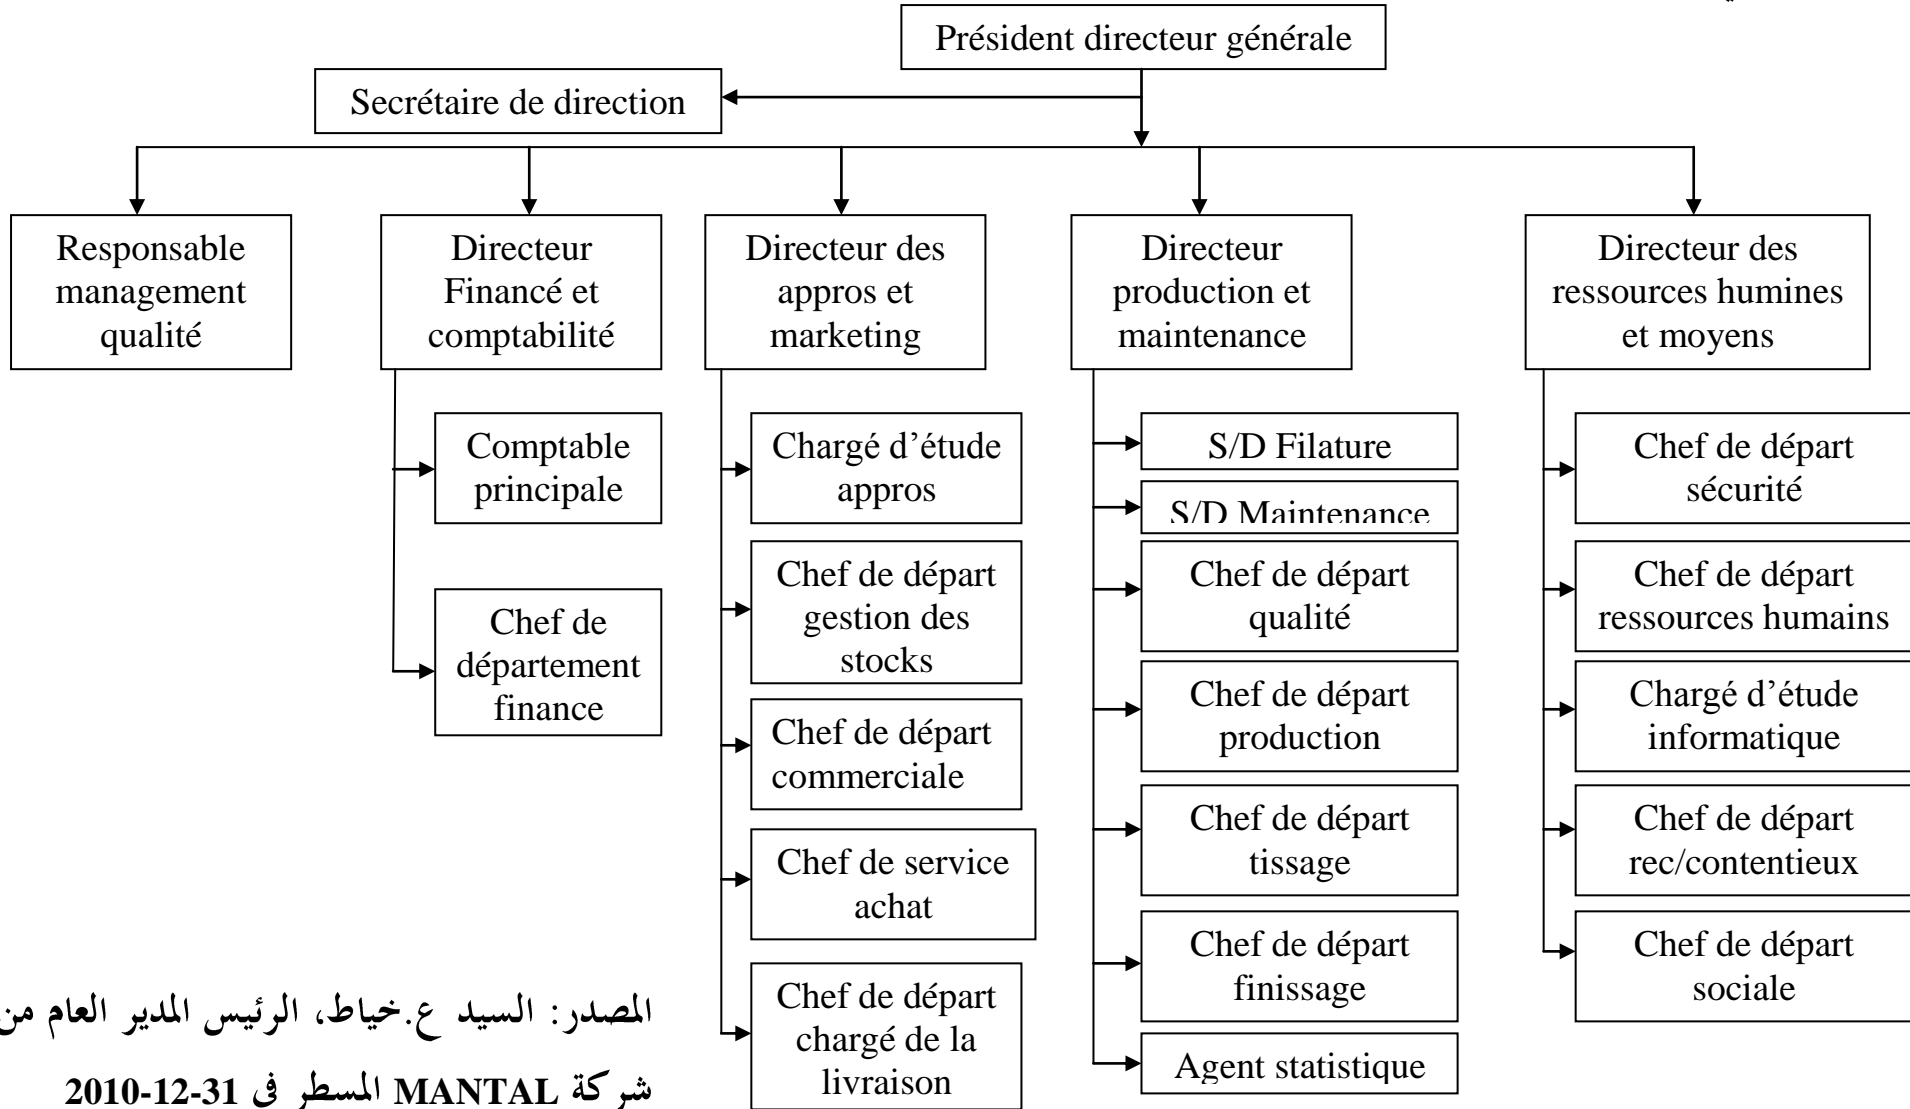 Président directeur générale
Secrétaire de direction
Responsable
management
qualité
Directeur
Financé et
comptabilité
Directeur des
appros et
marketing
Directeur
production et
maintenance
Directeur des
ressources humines
et moyens
Comptable
principale
Chef de
département
finance
Chargé d’étude
appros
Chef de départ
gestion des
stocks
Chef de départ
commerciale
Chef de service
achat
Chef de départ
chargé de la
livraison
S/D Filature
S/D Maintenance
Chef de départ
qualité
Chef de départ
production
Chef de départ
tissage
Chef de départ
finissage
Agent statistique
Chef de départ
sécurité
Chef de départ
ressources humains
Chargé d’étude
informatique
Chef de départ
rec/contentieux
Chef de départ
sociale
المصدر: السيد ع.خياط، الرئيس المدير العام من
شركة MANTAL المسطر في 31-12-2010